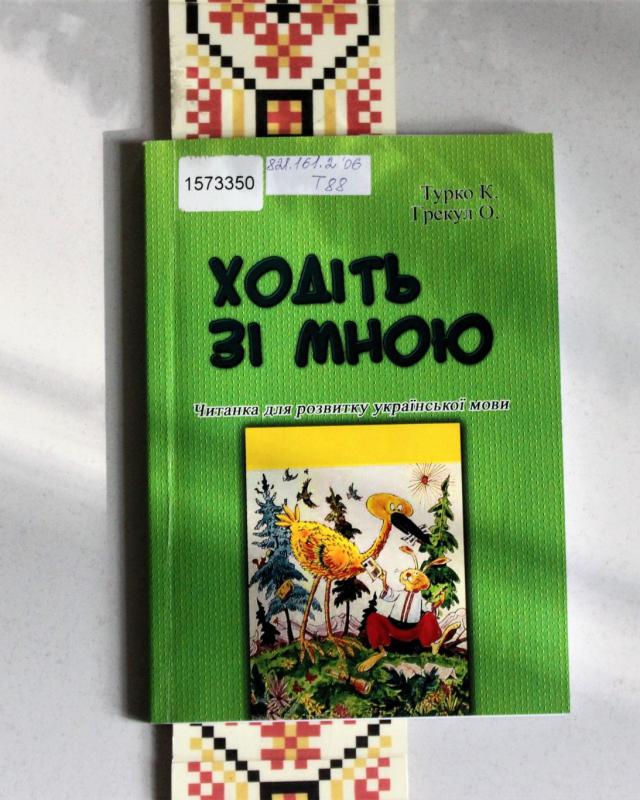 1573350
821.161.2'06
Т88
Турко К.
Грекул О.
ХОДІТЬ
ЗІ МНОЮ
Читанка для розвитку української мови